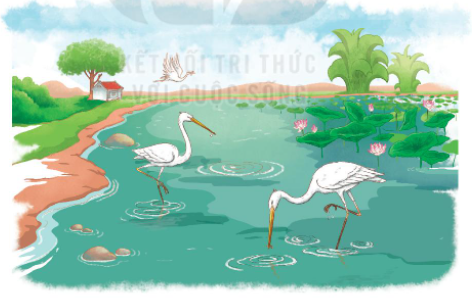 KẾT NỐI TRI THỨC
VỚI CUỘC SỐNG